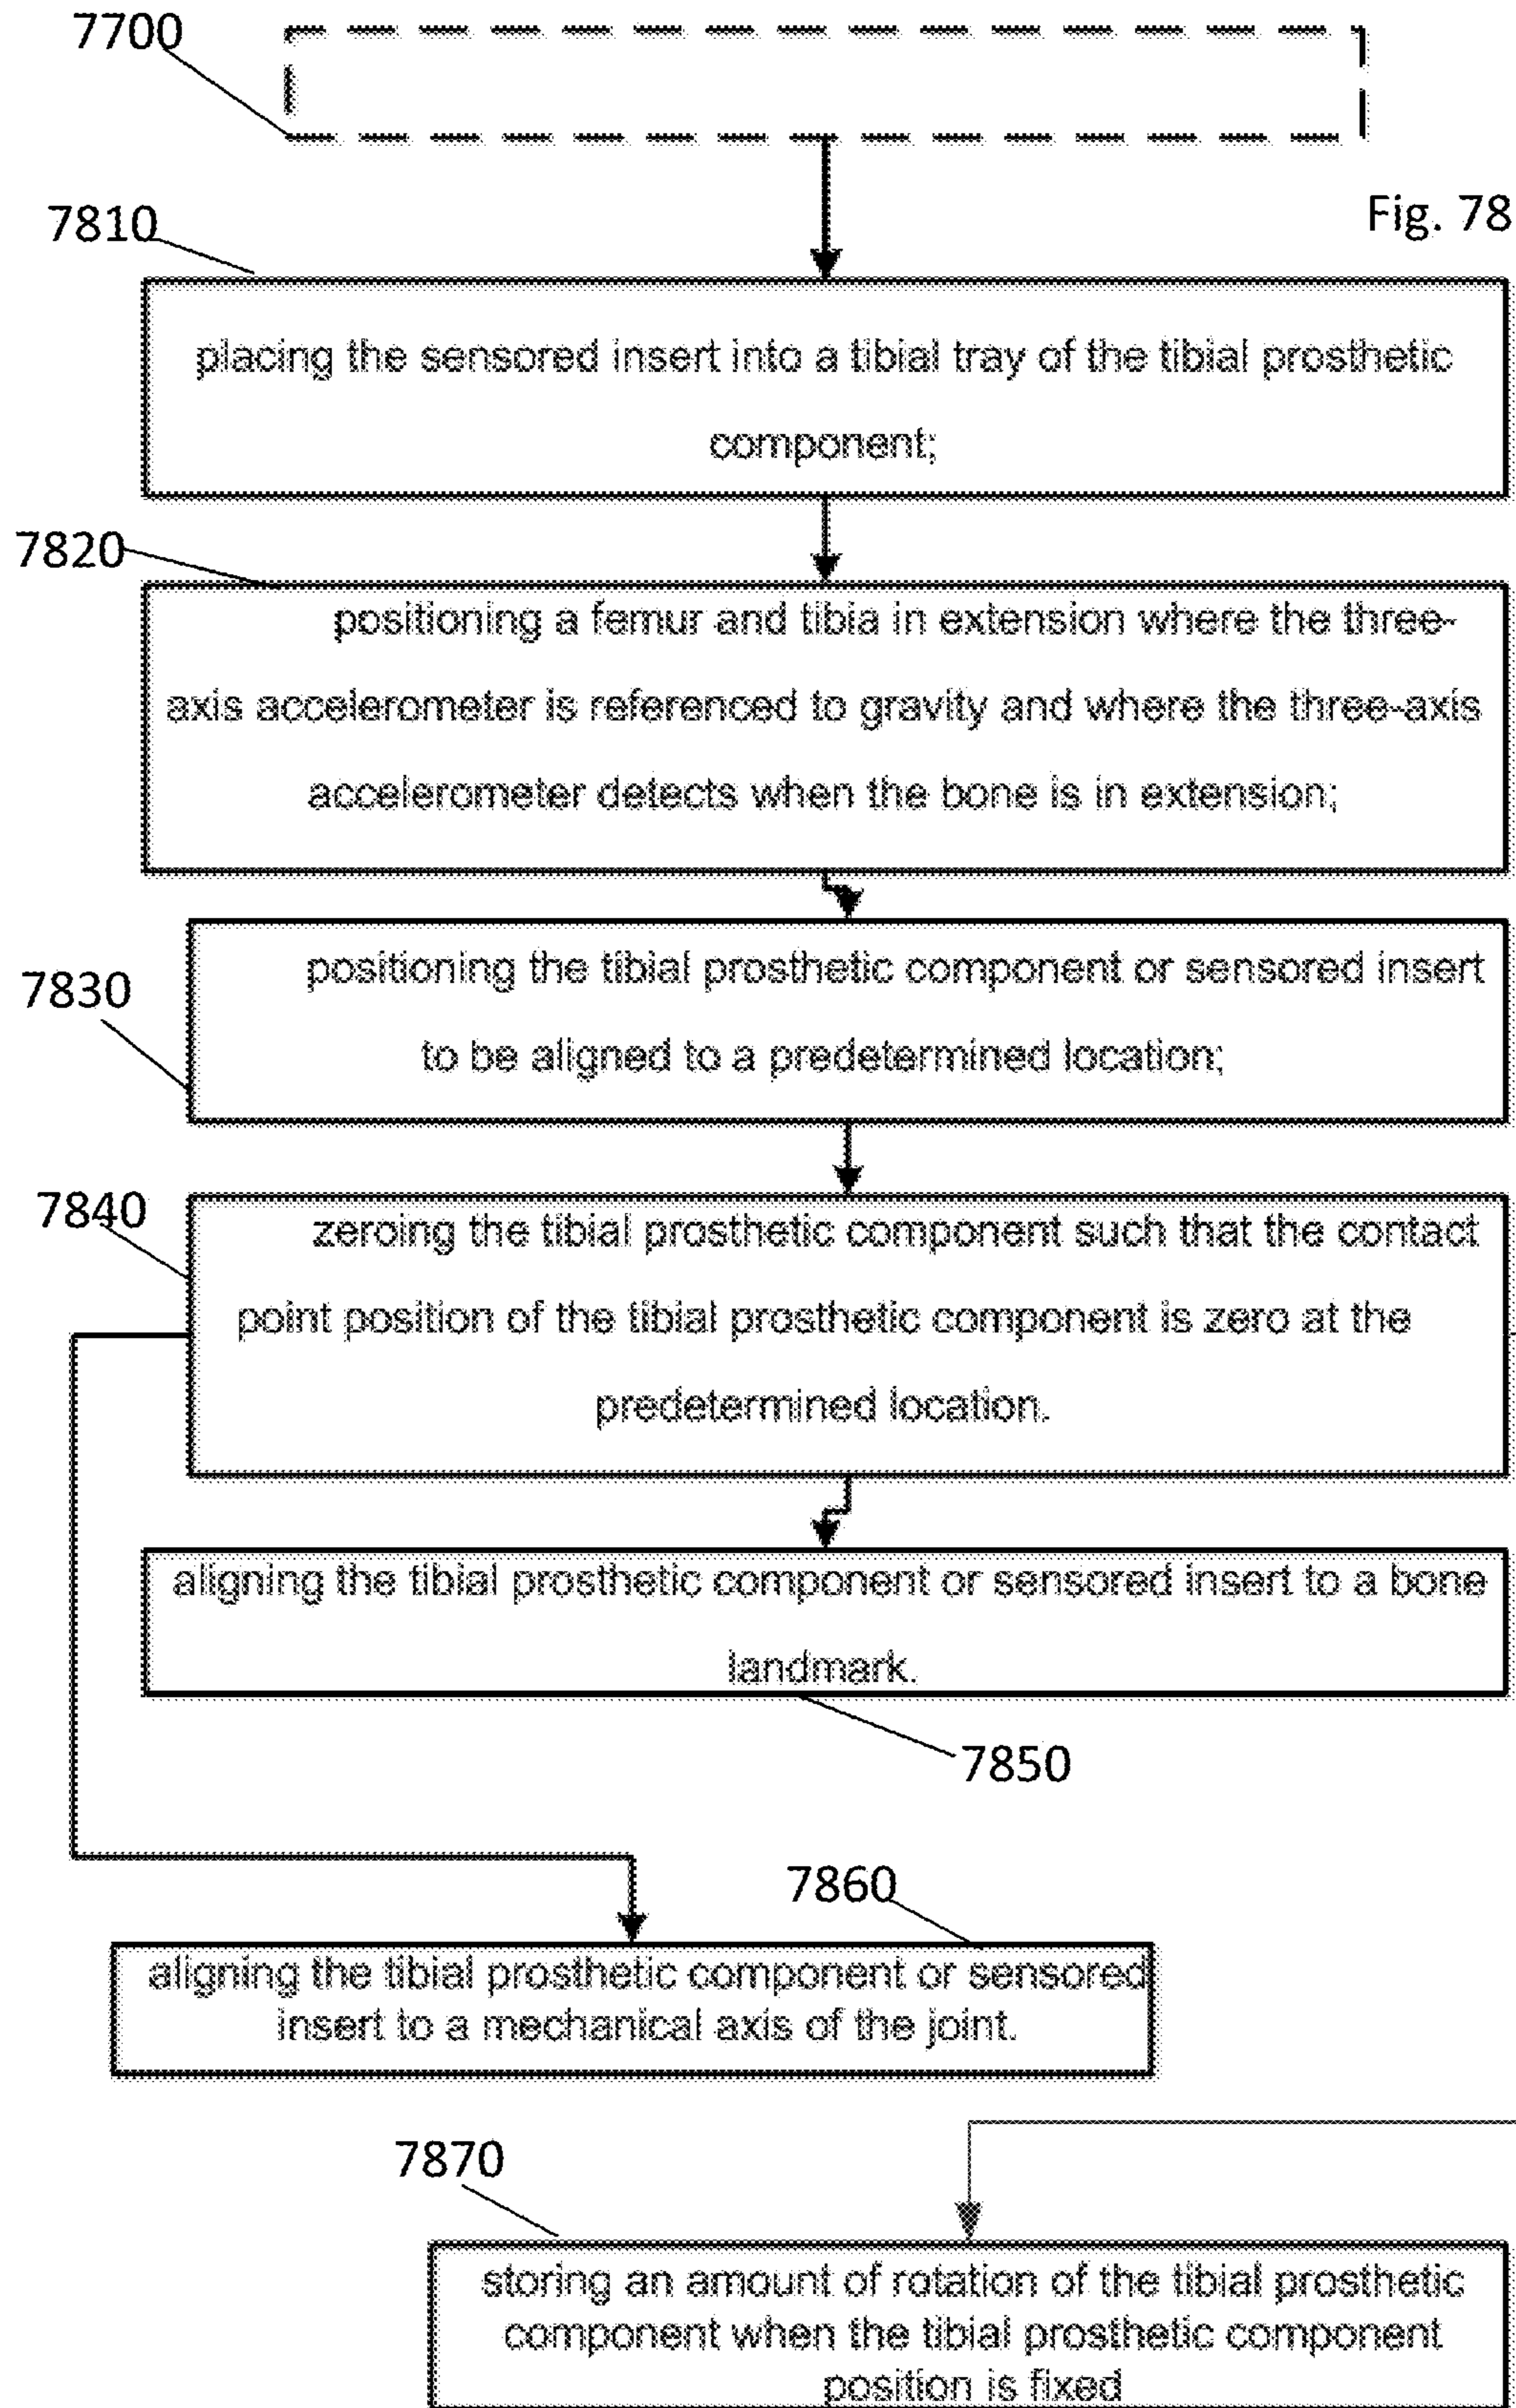 7700
Fig. 78
7810
placing the sensored insert into a tibial tray of the tibial prosthetic
component;
7820
positioning a femur and tibia in extension where the three-
axis accelerometer is referenced to gravity and where the three-axis
accelerometer detects when the bone is in extension;
7830
positioning the tibial prosthetic component or sensored insert
to be aligned to a predetermined location;
7840
zeroing the tibial prosthetic component such that the contact
point position of the tibial prosthetic component is zero at the
predetermined location.
aligning the tibial prosthetic component or sensored insert to a bone
landmark.
7850
7860
aligning the tibial prosthetic component or sensored
insert to a mechanical axis of the joint.
7870
storing an amount of rotation of the tibial prosthetic
component when the tibial prosthetic component
position is fixed